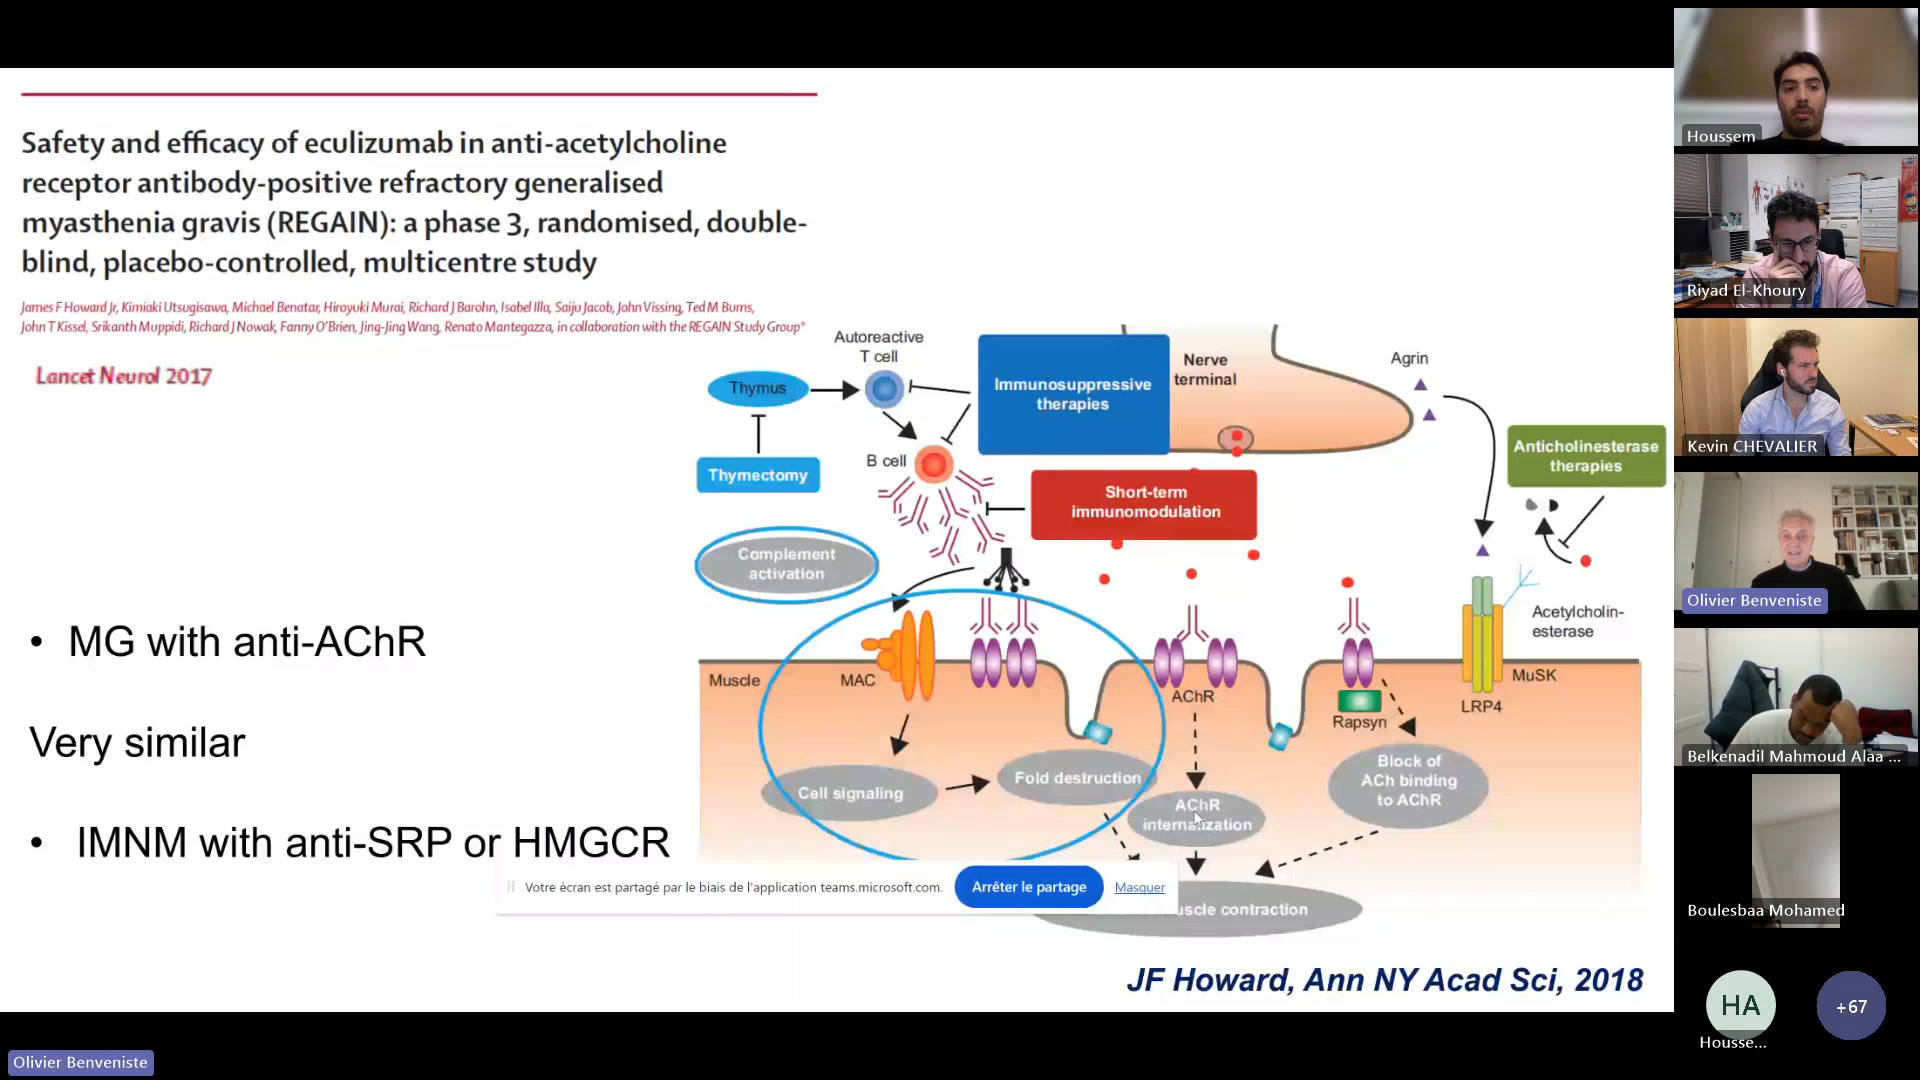 Safety and efficacy of eculizumab in anti-acetylcholine
receptor antibody-positive refractory generalised
myasthenia gravis (REGAIN): a phase 3, randomised, double-
blind, placebo-controlled, multicentre study
James F Howard Jr, Kimiaki Utsugisawa, Michael Benatar, Hiroyuki Murai, Richard J Barohn, Isabel Illa, Saiju Jacob, John Vissing, Ted M Burns,
John T Kissel, Srikanth Muppidi, Richard J Nowak, Fanny O'Brien, Jing-Jing Wang, Renato Mantegazza, in collaboration with the REGAIN Study Group*
Lancet Neurol 2017
MG with anti-AChR
Very similar
IMNM with anti-SRP or HMGCR
Autoreactive
T cell
Thymus
Thymectomy
B cell
Immunosuppressive
therapies
Nerve
terminal
Agrin
Anticholinesterase
therapies
Short-term
immunomodulation
Complement
activation
Acetylcholin-
esterase
Muscle
MAC
AChR
Rapsyn
MuSK
LRP4
Cell signaling
Fold destruction
AChR
internalization
Block of
ACh binding
to AChR
uscle contraction
Votre écran est partagé par le biais de l'application teams.microsoft.com.
Arrêter le partage
Masquer
JF Howard, Ann NY Acad Sci, 2018
Olivier Benveniste
Houssem
Riyad El-Khoury
Kevin CHEVALIER
Olivier Benveniste
Belkenadil Mahmoud Alaa ...
Boulesbaa Mohamed
HA
Housse...
+67